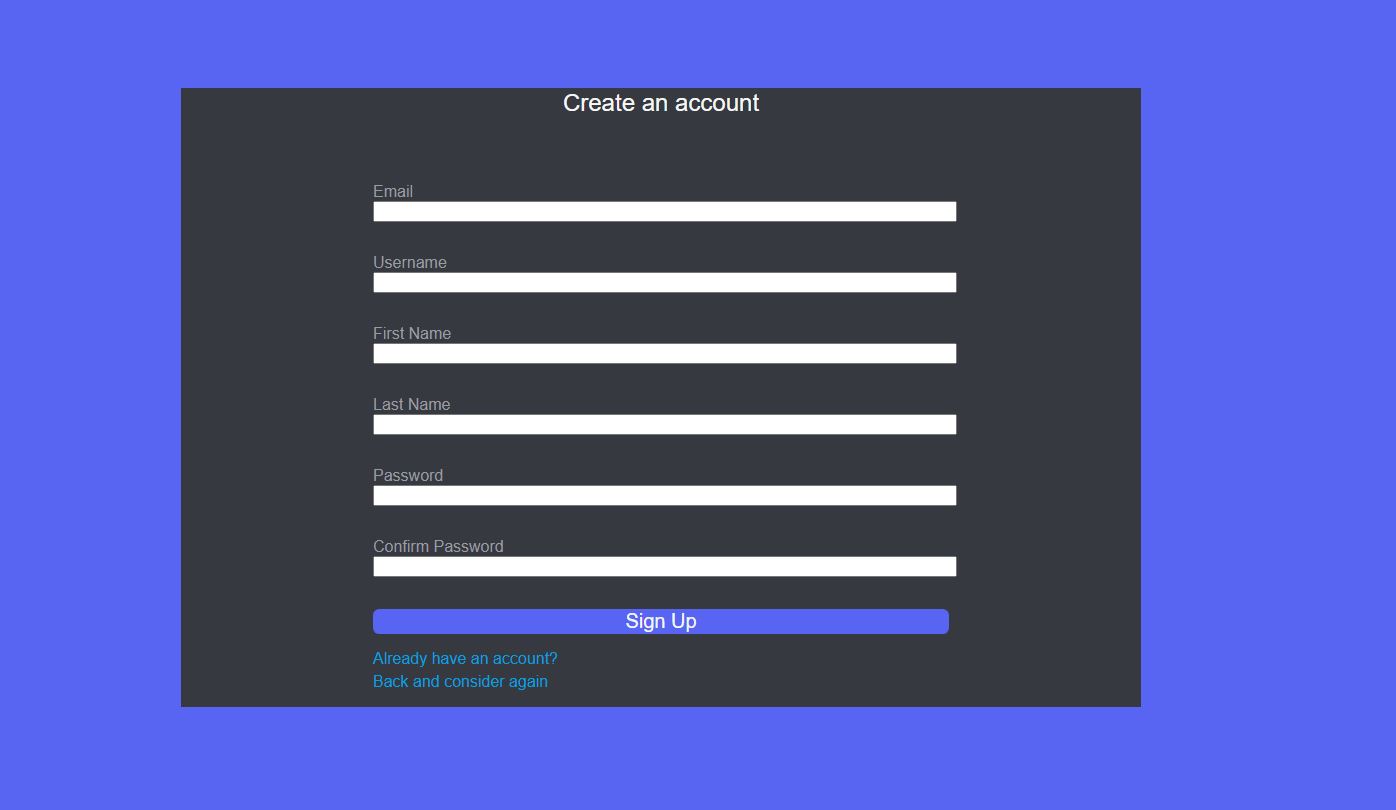 Create an account
Email
Username
First Name
Last Name
Password
Confirm Password
Sign Up
Already have an account?
Back and consider again